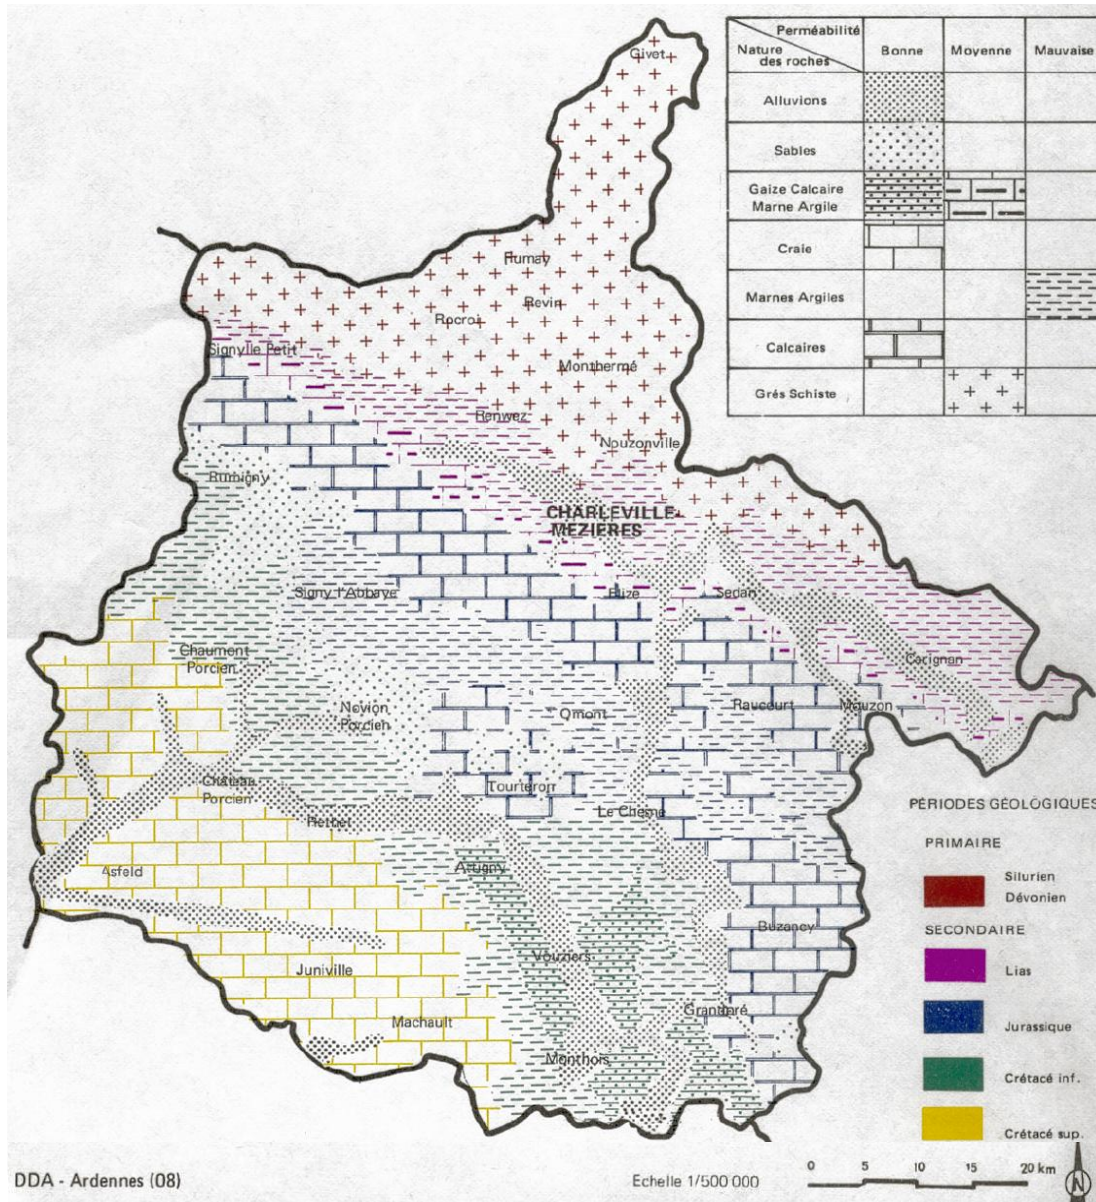 Perméabilité
Nature
des roches
Bonne
Moyenne
Mauvaise
Alluvions
Sables
Gaize Calcaire
Marne Argile
Craie
Marnes Argiles
Calcaires
Grés Schiste
Givet
Fumay
Revin
Rocroi
Monthermé
Signy le Petit
Renwez
Nouzonville
Rumigny
CHARLEVILLE-
MEZIÈRES
Signy l'Abbaye
Flize
Sedan
Chaumont
Porcien
Carignan
Novion
Porcien
Omont
Raucourt
Mouzon
Château
Porcien
Tourteron
Le Chesne
Rethel
Asfeld
Attigny
Buzancy
Vouziers
Juniville
Machault
Grandpré
Monthois
PÉRIODES GÉOLOGIQUES
PRIMAIRE
Silurien
Dévonien
SECONDAIRE
Lias
Jurassique
Crétacé inf.
Crétacé sup.
DDA - Ardennes (08)
Echelle 1/500 000
0 5 10 15 20 km
N